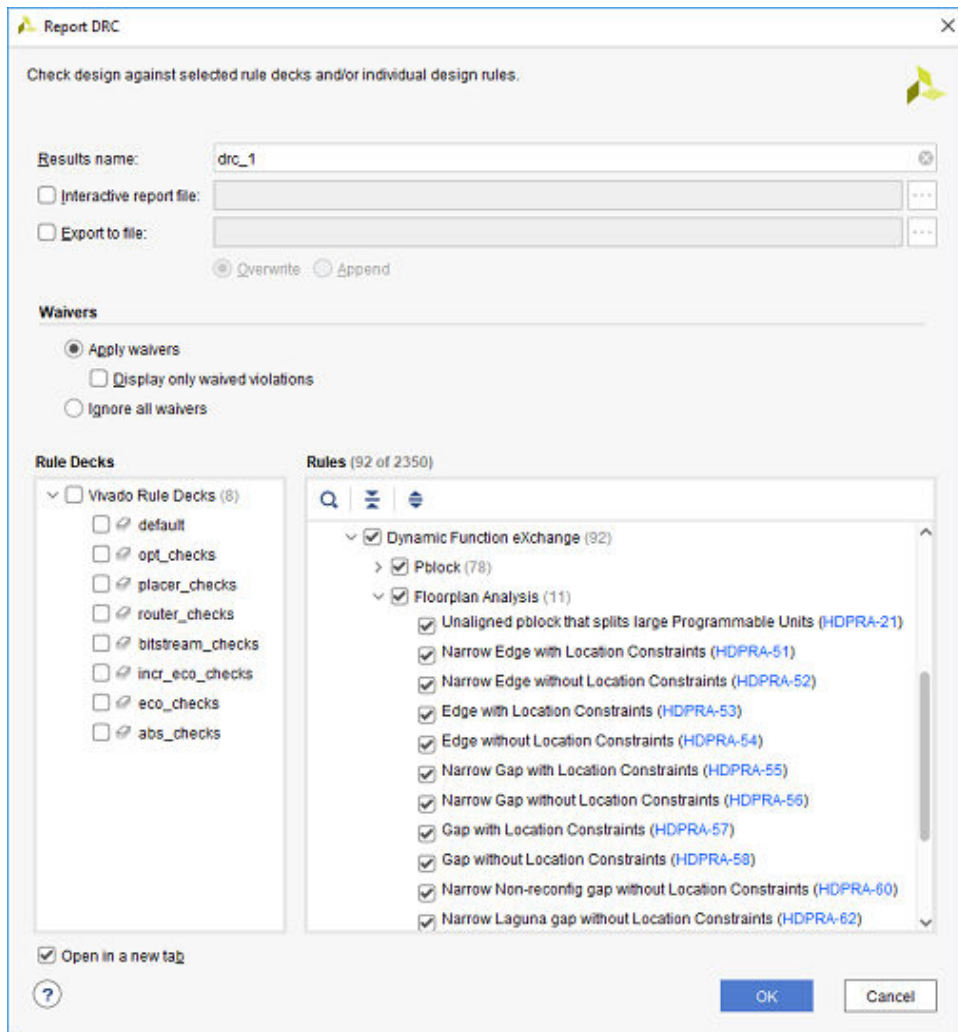 Report DRC
Check design against selected rule decks and/or individual design rules.
Results name: drc_1
Interactive report file: ...
Export to file: ...
Overwrite Append
Waivers
Apply waivers
Display only waived violations
Ignore all waivers
Rule Decks
Vivado Rule Decks (8)
default
opt_checks
placer_checks
router_checks
bitstream_checks
incr_eco_checks
eco_checks
abs_checks
Rules (92 of 2350)
Dynamic Function eXchange (92)
Pblock (78)
Floorplan Analysis (11)
Unaligned pblock that splits large Programmable Units (HDPRA-21)
Narrow Edge with Location Constraints (HDPRA-51)
Narrow Edge without Location Constraints (HDPRA-52)
Edge with Location Constraints (HDPRA-53)
Edge without Location Constraints (HDPRA-54)
Narrow Gap with Location Constraints (HDPRA-55)
Narrow Gap without Location Constraints (HDPRA-56)
Gap with Location Constraints (HDPRA-57)
Gap without Location Constraints (HDPRA-58)
Narrow Non-reconfig gap without Location Constraints (HDPRA-60)
Narrow Laguna gap without Location Constraints (HDPRA-62)
Open in a new tab
?
OK Cancel